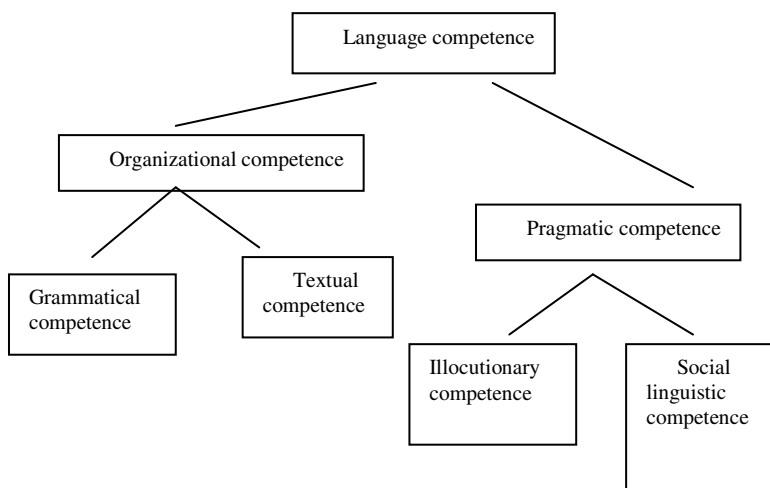 Language competence
Organizational competence
Pragmatic competence
Grammatical
competence
Textual
competence
Illocutionary
competence
Social
linguistic
competence